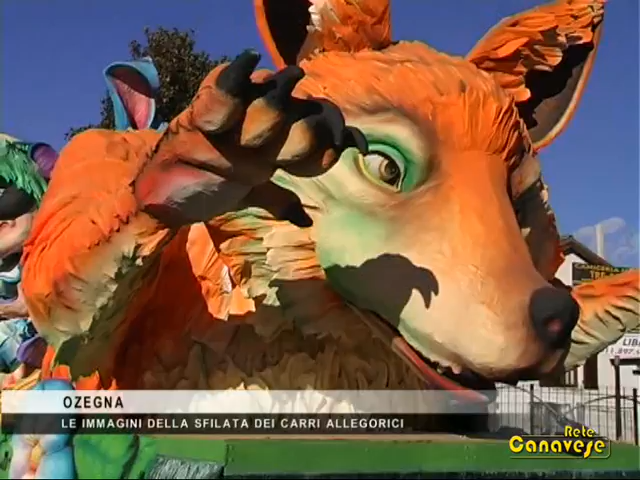 OZEGNA
LE IMMAGINI DELLA SFILATA DEI CARRI ALLEGORICI
Rete
Canavese